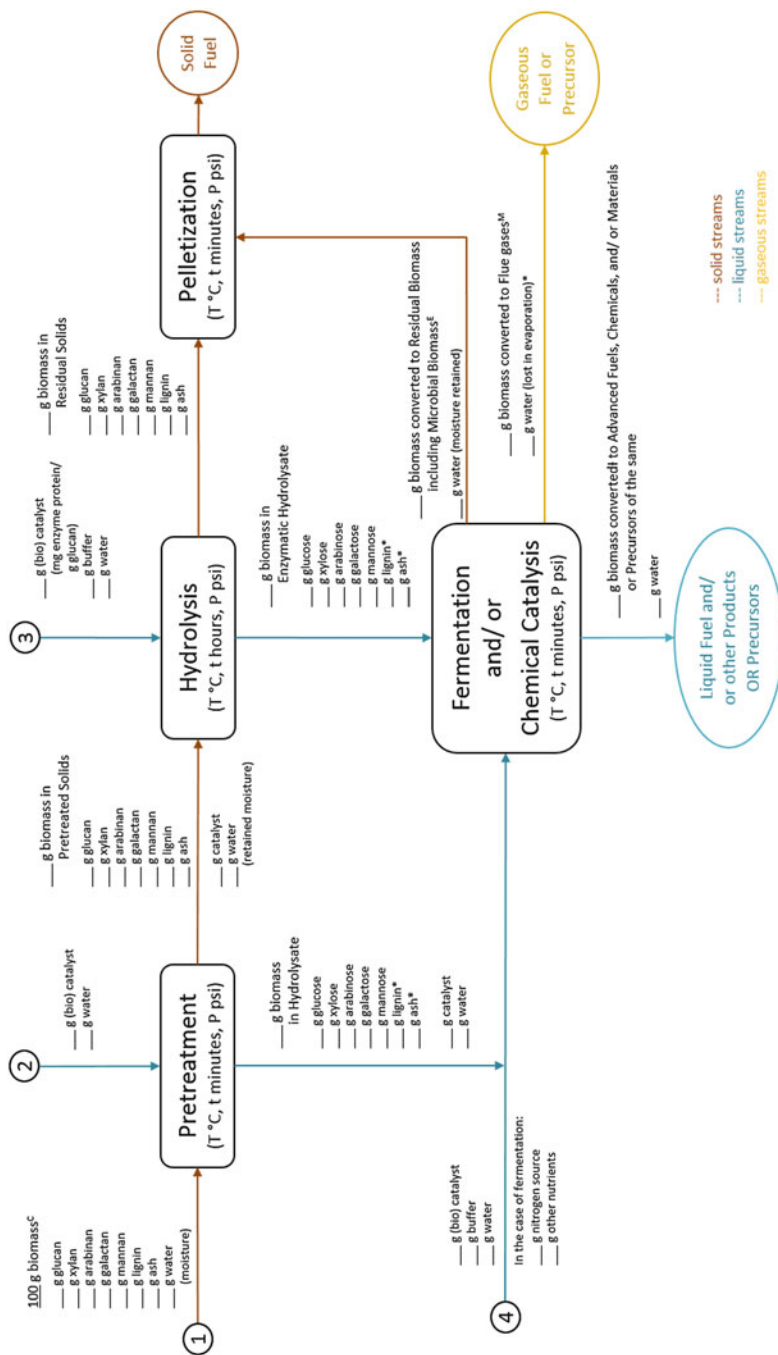 100 g biomassᶜ
___ g glucan
___ g xylan
___ g arabinan
___ g galactan
___ g mannan
___ g lignin
___ g ash
___ g water
(moisture)
1
2
___ g (bio) catalyst
___ g water
Pretreatment
(T °C, t minutes, P psi)
___ g biomass in
Pretreated Solids
___ g glucan
___ g xylan
___ g arabinan
___ g galactan
___ g mannan
___ g lignin
___ g ash
___ g catalyst
___ g water
(retained moisture)
___ g biomass
in Hydrolysate
___ g glucose
___ g xylose
___ g arabinose
___ g galactose
___ g mannose
___ g lignin*
___ g ash*
___ g catalyst
___ g water
3
___ g (bio) catalyst
(mg enzyme protein/
g glucan)
___ g buffer
___ g water
Hydrolysis
(T °C, t hours, P psi)
___ g biomass in
Residual Solids
___ g glucan
___ g xylan
___ g arabinan
___ g galactan
___ g mannan
___ g lignin
___ g ash
Pelletization
(T °C, t minutes, P psi)
Solid
Fuel
___ g biomass in
Enzymatic Hydrolysate
___ g glucose
___ g xylose
___ g arabinose
___ g galactose
___ g mannose
___ g lignin*
___ g ash*
4
___ g (bio) catalyst
___ g buffer
___ g water
In the case of fermentation:
___ g nitrogen source
___ g other nutrients
Fermentation
and/ or
Chemical Catalysis
(T °C, t minutes, P psi)
___ g biomass converted to Residual Biomass
including Microbial Biomassᴱ
___ g water (moisture retained)
___ g biomass converted to Flue gasesᴹ
___ g water (lost in evaporation)*
Gaseous
Fuel or
Precursor
___ g biomass converted to Advanced Fuels, Chemicals, and/ or Materials
or Precursors of the same
___ g water
Liquid Fuel and/
or other Products
OR Precursors
--- solid streams
--- liquid streams
--- gaseous streams